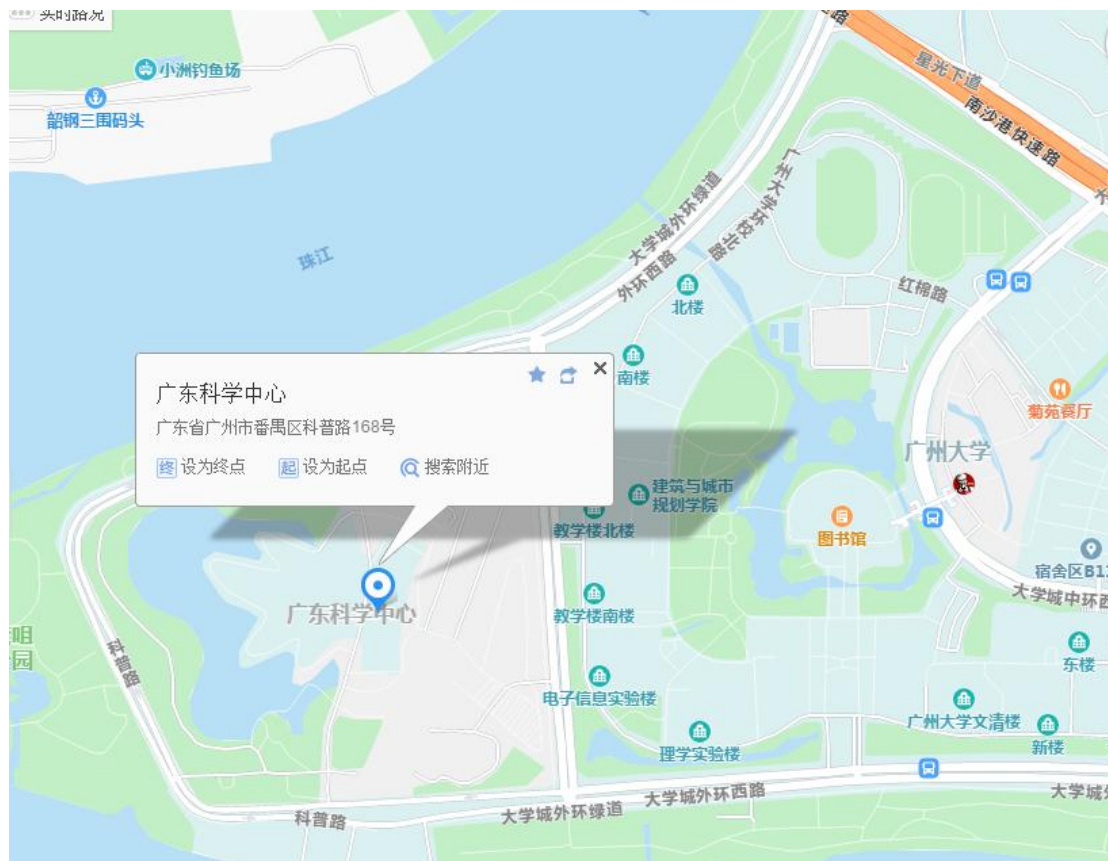 实时路况
小洲钓鱼场
韶钢三围码头
星光下道
南沙港快速路
广州大学环校北路
大学城外环绿道
外环西路
珠江
北楼
红棉路
南楼
菊苑餐厅
广东科学中心
广东省广州市番禺区科普路168号
终 设为终点
起 设为起点
搜索附近
广州大学
建筑与城市
规划学院
教学楼北楼
图书馆
宿舍区B1
广东科学中心
大学城中环西
教学楼南楼
咀
园
科普路
东楼
电子信息实验楼
广州大学文清楼
理学实验楼
新楼
大学城外环西路
大学城外环绿道
科普路
大学城